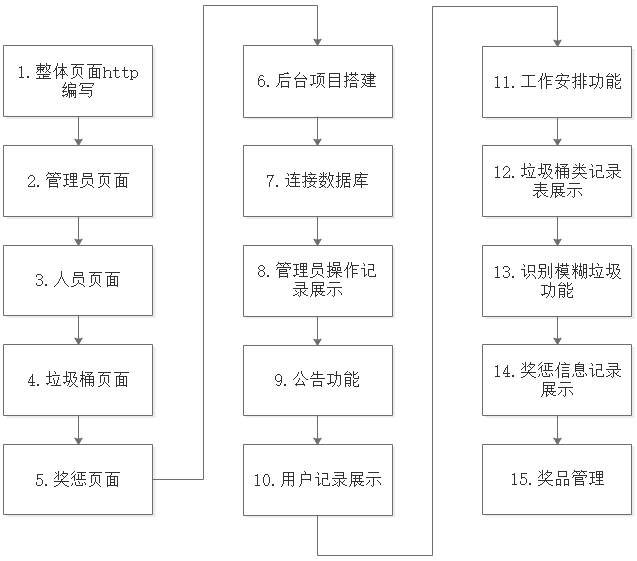 1.整体页面http
编写
2.管理员页面
3.人员页面
4.垃圾桶页面
5.奖惩页面
6.后台项目搭建
7.连接数据库
8.管理员操作记
录展示
9.公告功能
10.用户记录展示
11.工作安排功能
12.垃圾桶类记录
表展示
13.识别模糊垃圾
功能
14.奖惩信息记录
展示
15.奖品管理